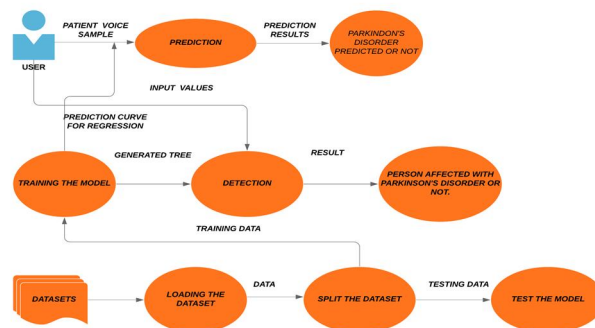 PATIENT VOICE
SAMPLE
PREDICTION
PREDICTION
RESULTS
PARKINDON'S
DISORDER
PREDICTED OR NOT
USER
INPUT VALUES
PREDICTION CURVE
FOR REGRESSION
GENERATED TREE
RESULT
TRAINING THE MODEL
DETECTION
PERSON AFFECTED WITH
PARKINSON'S DISORDER OR
NOT.
TRAINING DATA
DATASETS
LOADING THE
DATASET
DATA
SPLIT THE DATASET
TESTING DATA
TEST THE MODEL